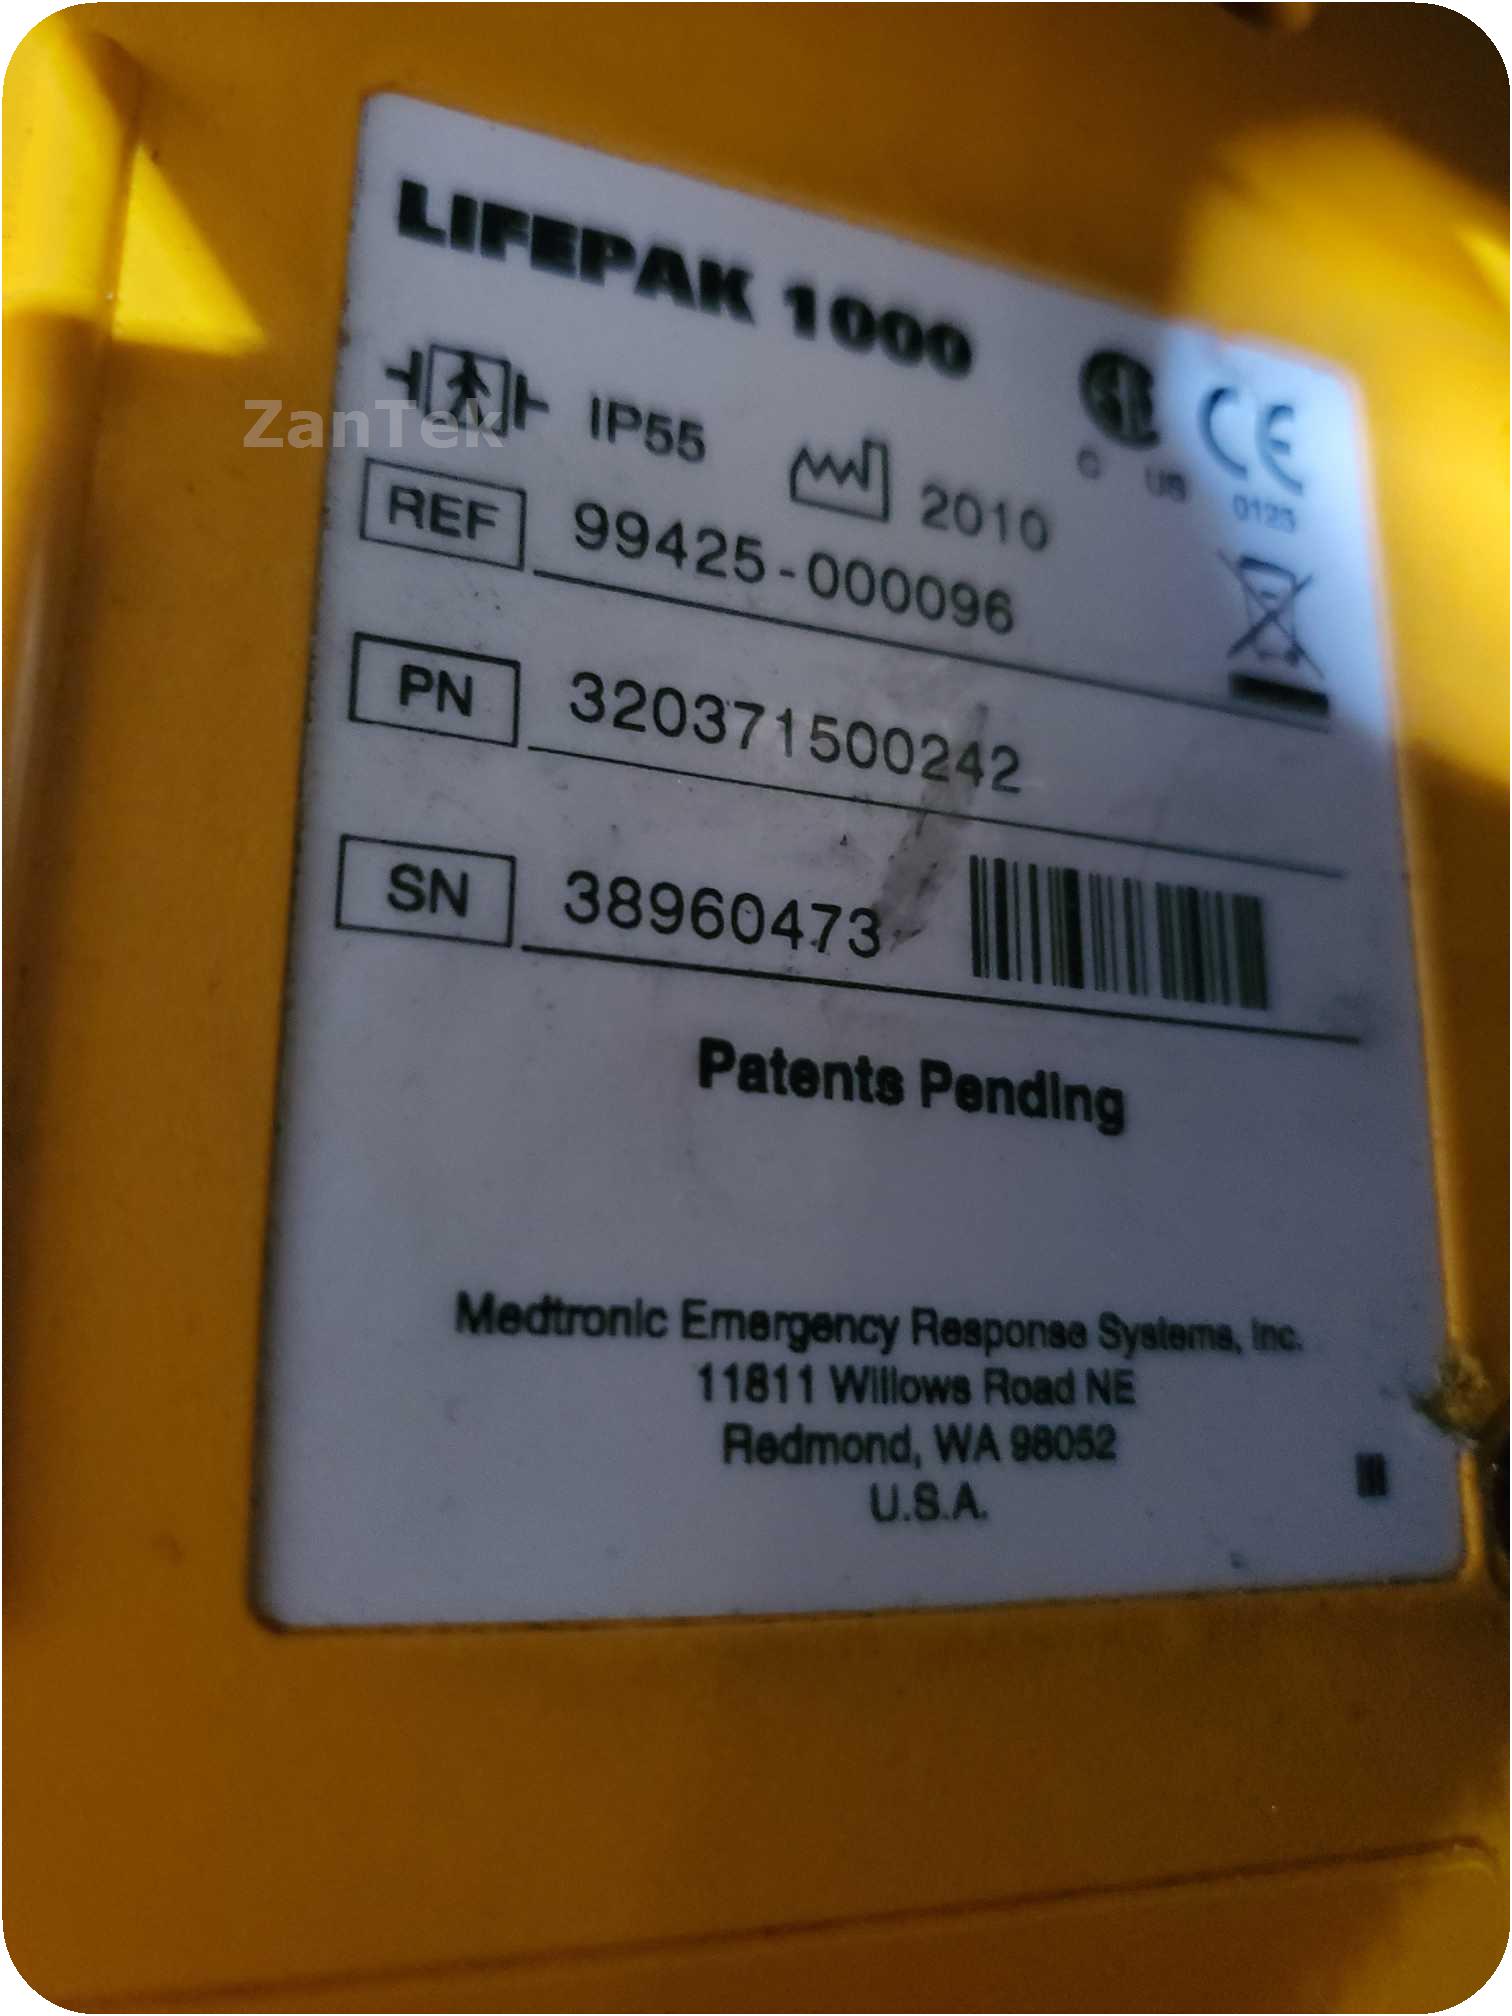 LIFEPAK 1000
ZanTek
IP55
2010
C US
CE
0123
REF 99425-000096
PN 320371500242
SN 38960473
Patents Pending
Medtronic Emergency Response Systems, Inc.
11811 Willows Road NE
Redmond, WA 98052
U.S.A.